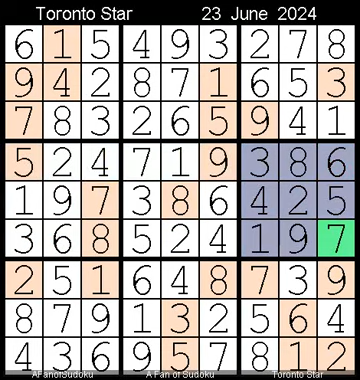 Toronto Star 23 June 2024
6 1 5 4 9 3 2 7 8
9 4 2 8 7 1 6 5 3
7 8 3 2 6 5 9 4 1
5 2 4 7 1 9 3 8 6
1 9 7 3 8 6 4 2 5
3 6 8 5 2 4 1 9 7
2 5 1 6 4 8 7 3 9
8 7 9 1 3 2 5 6 4
4 3 6 9 5 7 8 1 2
AFanofSudoku A Fan of Sudoku Toronto Star